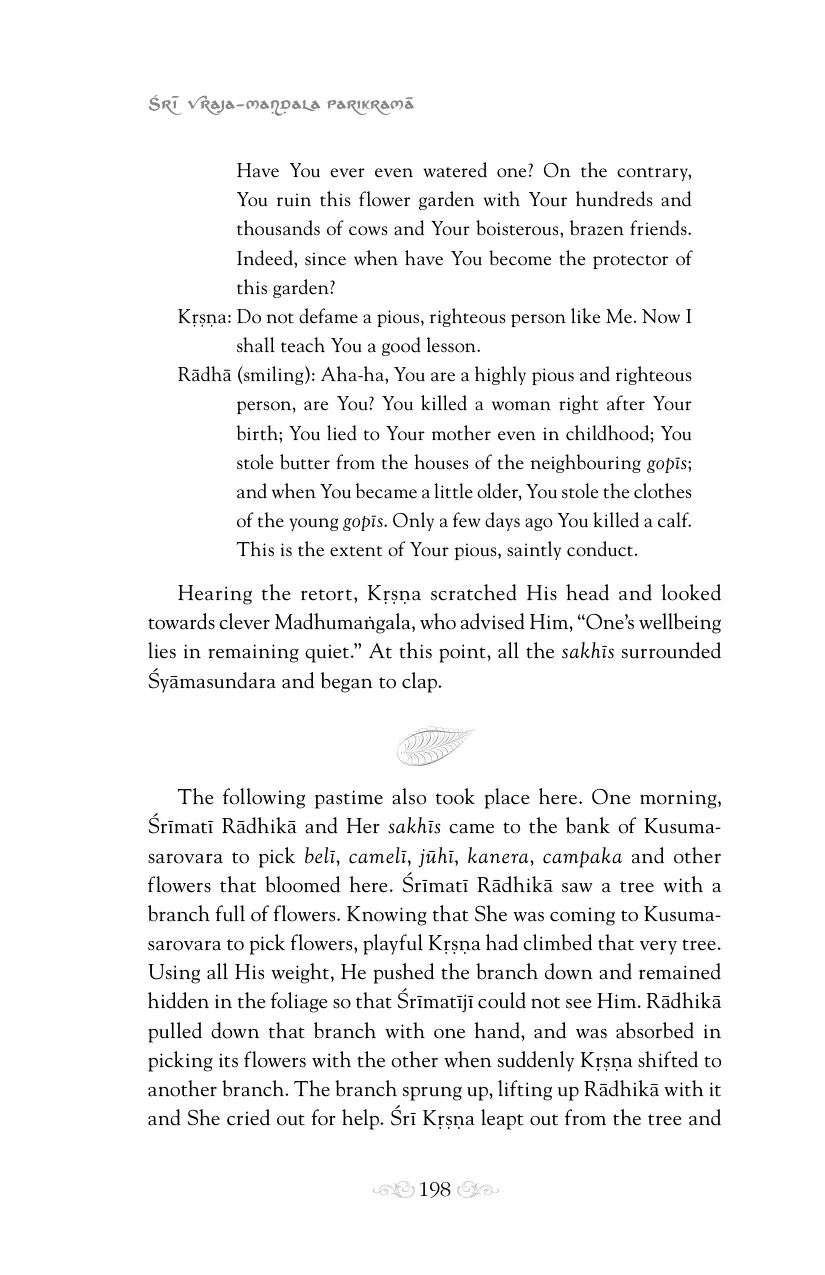 Śrī Vraja-maṇḍala Parikramā
Have You ever even watered one? On the contrary,
You ruin this flower garden with Your hundreds and
thousands of cows and Your boisterous, brazen friends.
Indeed, since when have You become the protector of
this garden?
Kṛṣṇa: Do not defame a pious, righteous person like Me. Now I
shall teach You a good lesson.
Rādhā (smiling): Aha-ha, You are a highly pious and righteous
person, are You? You killed a woman right after Your
birth; You lied to Your mother even in childhood; You
stole butter from the houses of the neighbouring gopīs;
and when You became a little older, You stole the clothes
of the young gopīs. Only a few days ago You killed a calf.
This is the extent of Your pious, saintly conduct.
Hearing the retort, Kṛṣṇa scratched His head and looked
towards clever Madhumaṅgala, who advised Him, “One’s wellbeing
lies in remaining quiet.” At this point, all the sakhīs surrounded
Śyāmasundara and began to clap.
The following pastime also took place here. One morning,
Śrīmatī Rādhikā and Her sakhīs came to the bank of Kusuma-
sarovara to pick belī, camelī, jūhī, kanera, campaka and other
flowers that bloomed here. Śrīmatī Rādhikā saw a tree with a
branch full of flowers. Knowing that She was coming to Kusuma-
sarovara to pick flowers, playful Kṛṣṇa had climbed that very tree.
Using all His weight, He pushed the branch down and remained
hidden in the foliage so that Śrīmatījī could not see Him. Rādhikā
pulled down that branch with one hand, and was absorbed in
picking its flowers with the other when suddenly Kṛṣṇa shifted to
another branch. The branch sprung up, lifting up Rādhikā with it
and She cried out for help. Śrī Kṛṣṇa leapt out from the tree and
198